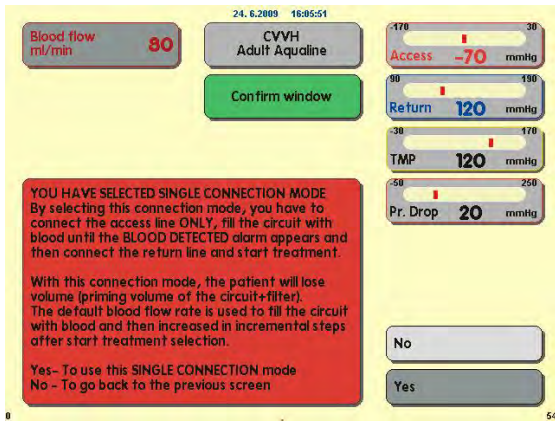 24. 6.2009 16:05:51
Blood flow
ml/min 80
CVVH
Adult Aqualine
Confirm window
-170 30
Access -70 mmHg
90 190
Return 120 mmHg
-30 170
TMP 120 mmHg
-50 250
Pr. Drop 20 mmHg
YOU HAVE SELECTED SINGLE CONNECTION MODE
By selecting this connection mode, you have to
connect the access line ONLY, fill the circuit with
blood until the BLOOD DETECTED alarm appears and
then connect the return line and start treatment.
With this connection mode, the patient will lose
volume (priming volume of the circuit+filter).
The default blood flow rate is used to fill the circuit
with blood and then increased in incremental steps
after start treatment selection.
Yes- To use this SINGLE CONNECTION mode
No - To go back to the previous screen
No
Yes
0 54